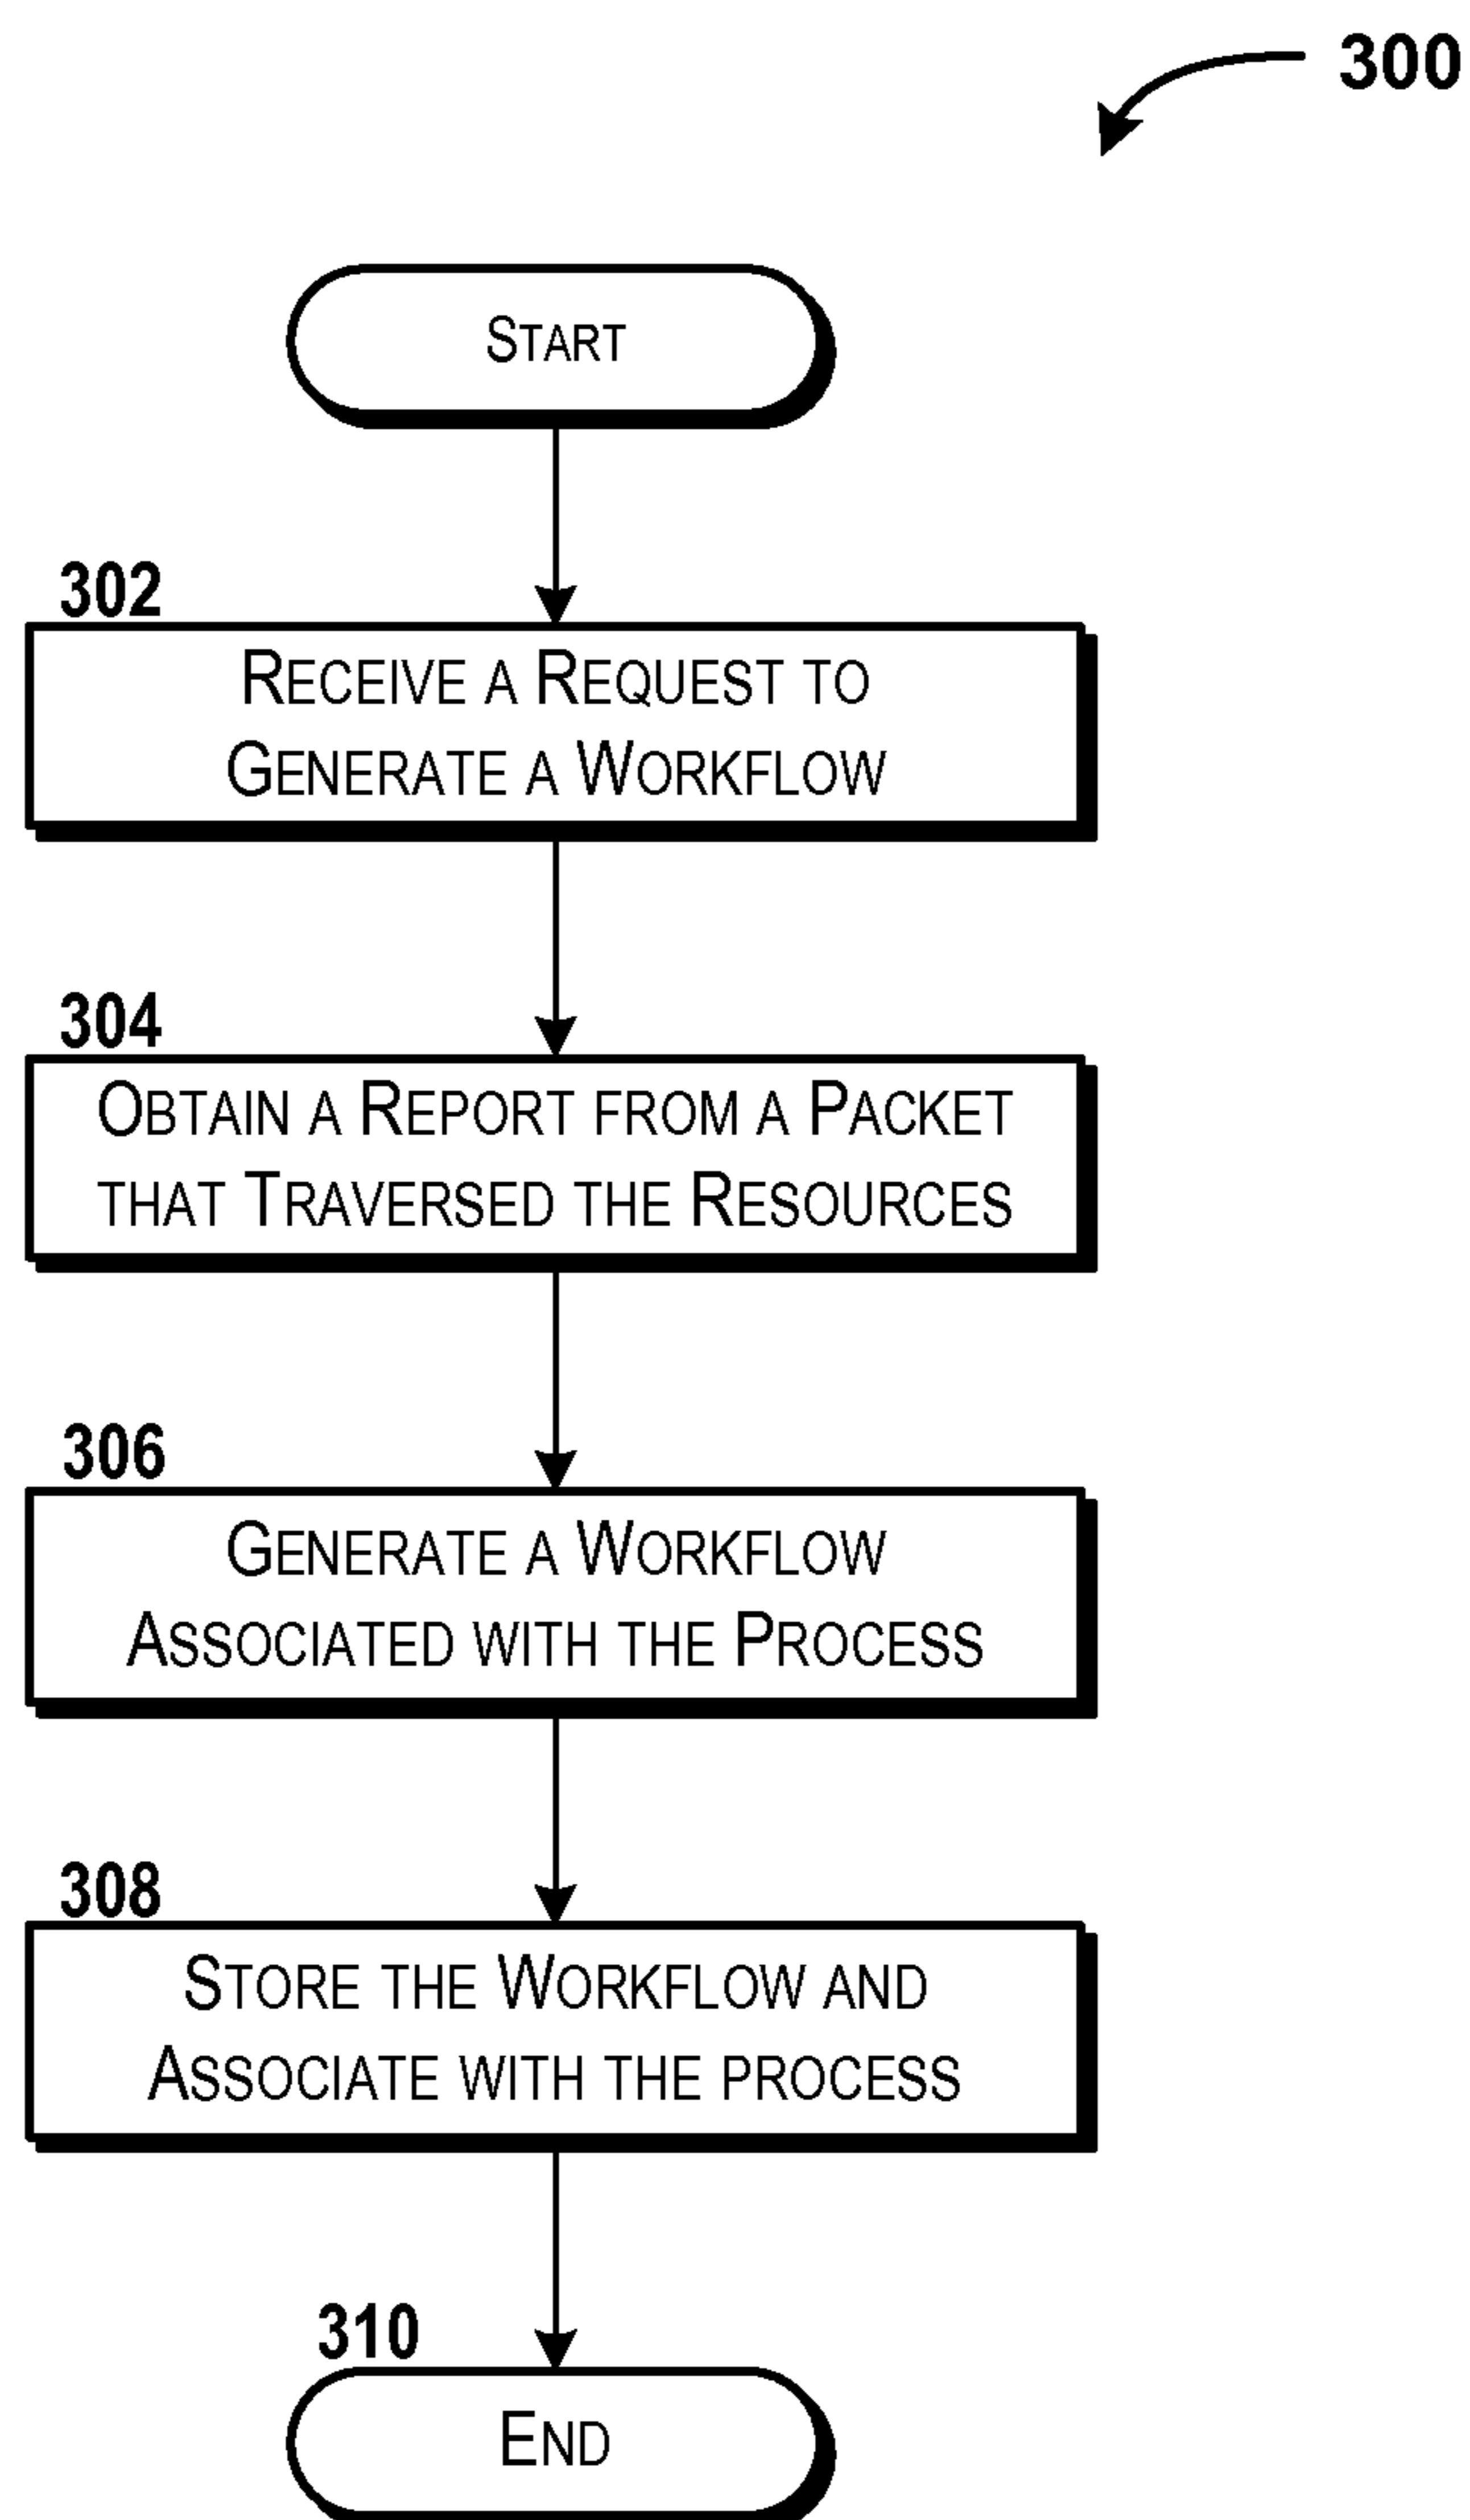 300
Start
302
Receive a Request to
Generate a Workflow
304
Obtain a Report from a Packet
that Traversed the Resources
306
Generate a Workflow
Associated with the Process
308
Store the Workflow and
Associate with the process
310
End